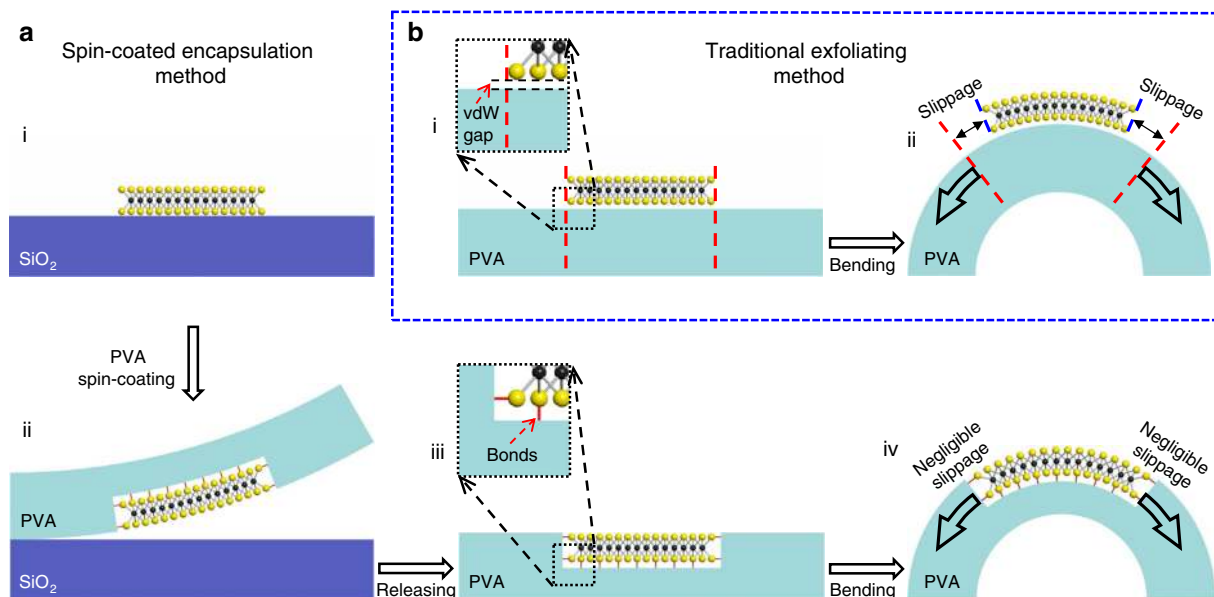 a
Spin-coated encapsulation
method
i
SiO₂
PVA
spin-coating
ii
PVA
SiO₂
Releasing
iii
Bonds
PVA
Bending
iv
Negligible
slippage
Negligible
slippage
PVA
b
Traditional exfoliating
method
i
vdW
gap
PVA
Bending
ii
Slippage
Slippage
PVA